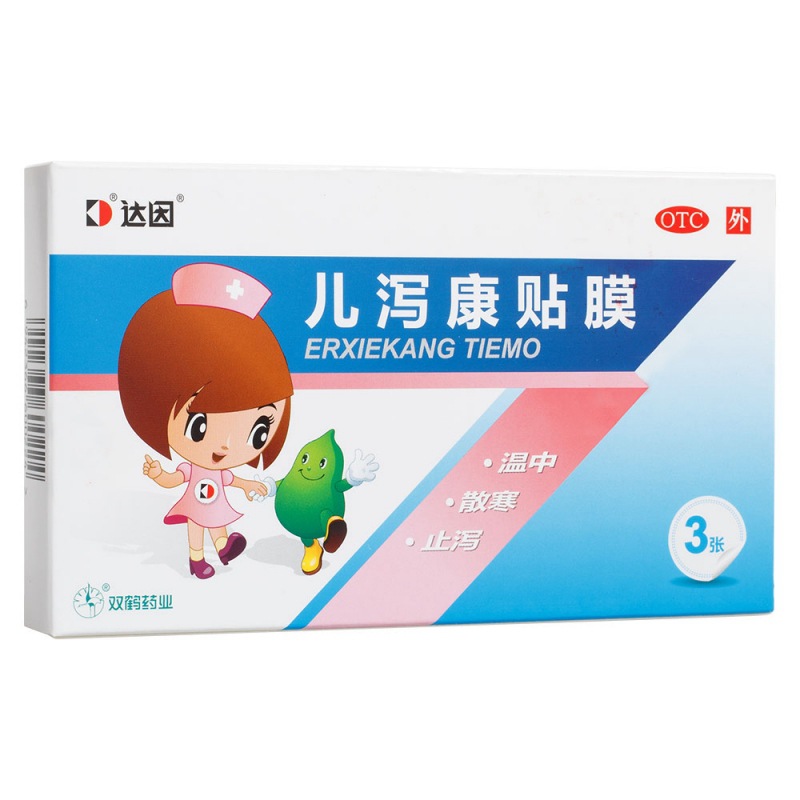 达因
OTC 外
儿泻康贴膜
ERXIEKANG TIEMO
·温中
·散寒
·止泻
3张
双鹤药业